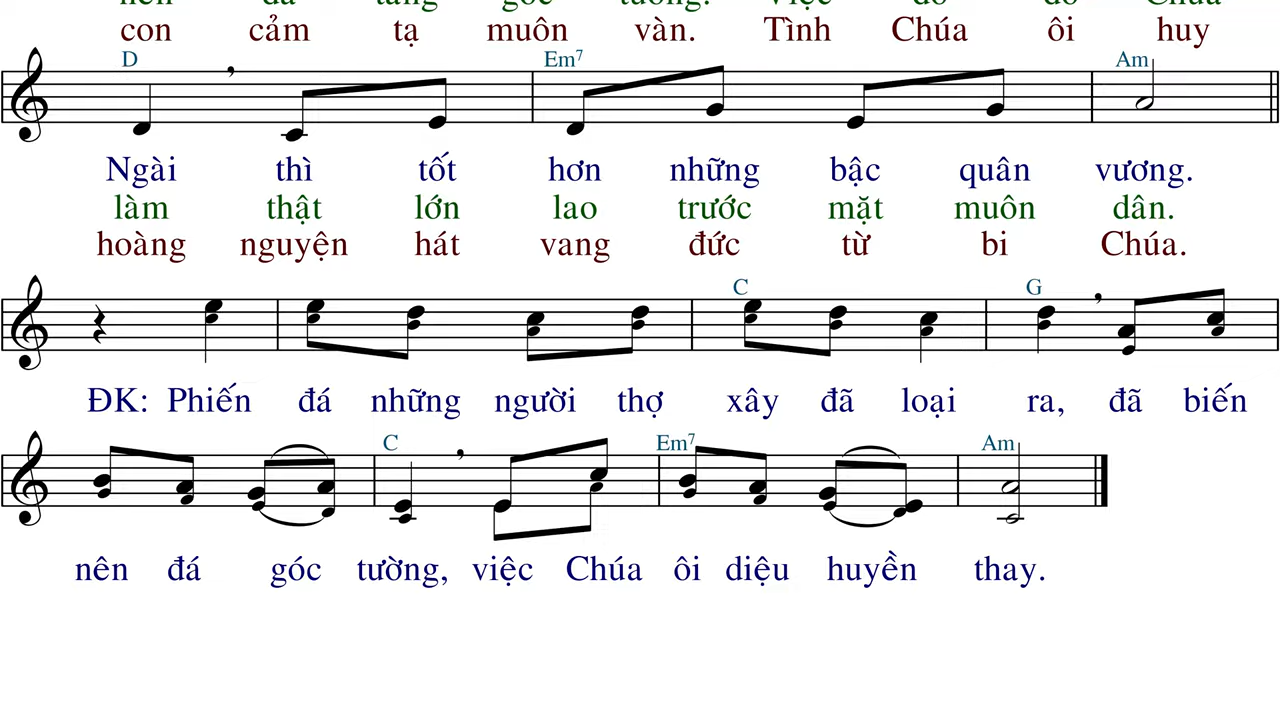 con cảm tạ muôn vàn. Tình Chúa ôi huy
D Em7 Am
Ngài thì tốt hơn những bậc quân vương.
làm thật lớn lao trước mặt muôn dân.
hoàng nguyện hát vang đức từ bi Chúa.
C G
ĐK: Phiến đá những người thợ xây đã loại ra, đã biến
C Em7 Am
nên đá góc tường, việc Chúa ôi diệu huyền thay.